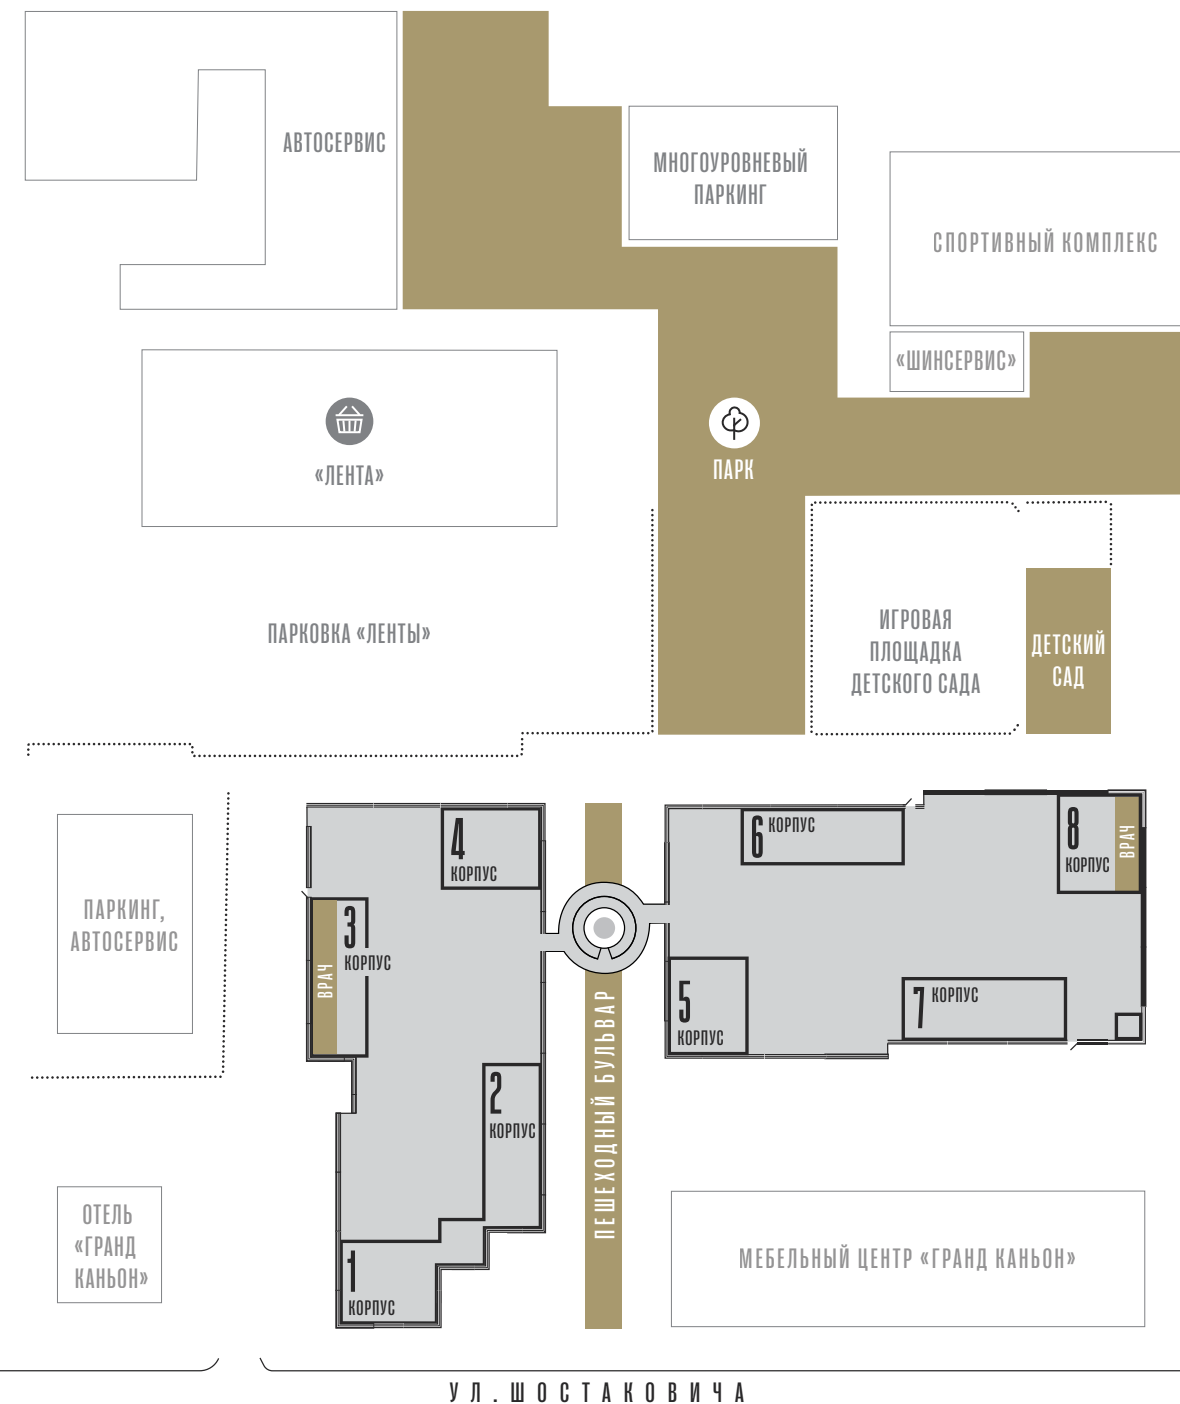 АВТОСЕРВИС
МНОГОУРОВНЕВЫЙ
ПАРКИНГ
СПОРТИВНЫЙ КОМПЛЕКС
«ШИНСЕРВИС»
«ЛЕНТА»
ПАРК
ПАРКОВКА «ЛЕНТЫ»
ИГРОВАЯ
ПЛОЩАДКА
ДЕТСКОГО САДА
ДЕТСКИЙ
САД
4
КОРПУС
6 КОРПУС
8
КОРПУС
ВРАЧ
ПАРКИНГ,
АВТОСЕРВИС
3
КОРПУС
ВРАЧ
5
КОРПУС
7 КОРПУС
2
КОРПУС
ПЕШЕХОДНЫЙ БУЛЬВАР
ОТЕЛЬ
«ГРАНД
КАНЬОН»
1
КОРПУС
МЕБЕЛЬНЫЙ ЦЕНТР «ГРАНД КАНЬОН»
УЛ. ШОСТАКОВИЧА